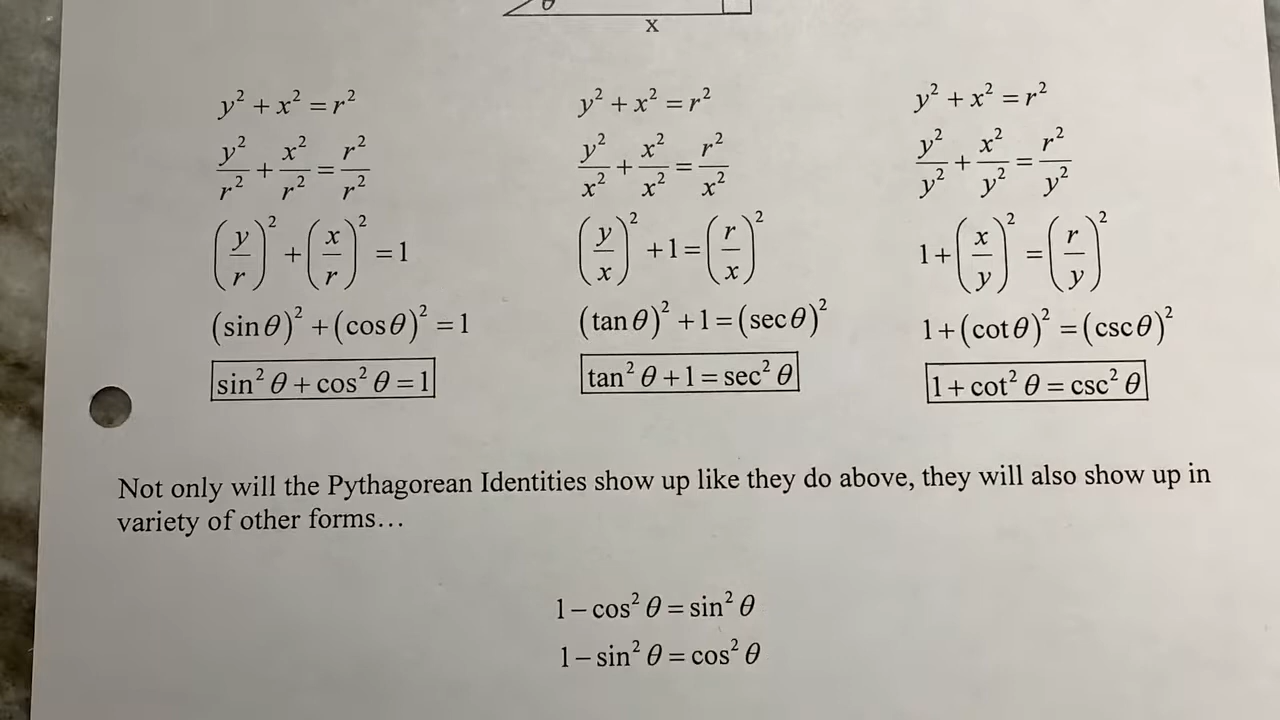 θ
x
y² + x² = r²
y²/r² + x²/r² = r²/r²
(y/r)² + (x/r)² = 1
(sin θ)² + (cos θ)² = 1
sin² θ + cos² θ = 1
y² + x² = r²
y²/x² + x²/x² = r²/x²
(y/x)² + 1 = (r/x)²
(tan θ)² + 1 = (sec θ)²
tan² θ + 1 = sec² θ
y² + x² = r²
y²/y² + x²/y² = r²/y²
1 + (x/y)² = (r/y)²
1 + (cot θ)² = (csc θ)²
1 + cot² θ = csc² θ
Not only will the Pythagorean Identities show up like they do above, they will also show up in
variety of other forms…
1 − cos² θ = sin² θ
1 − sin² θ = cos² θ